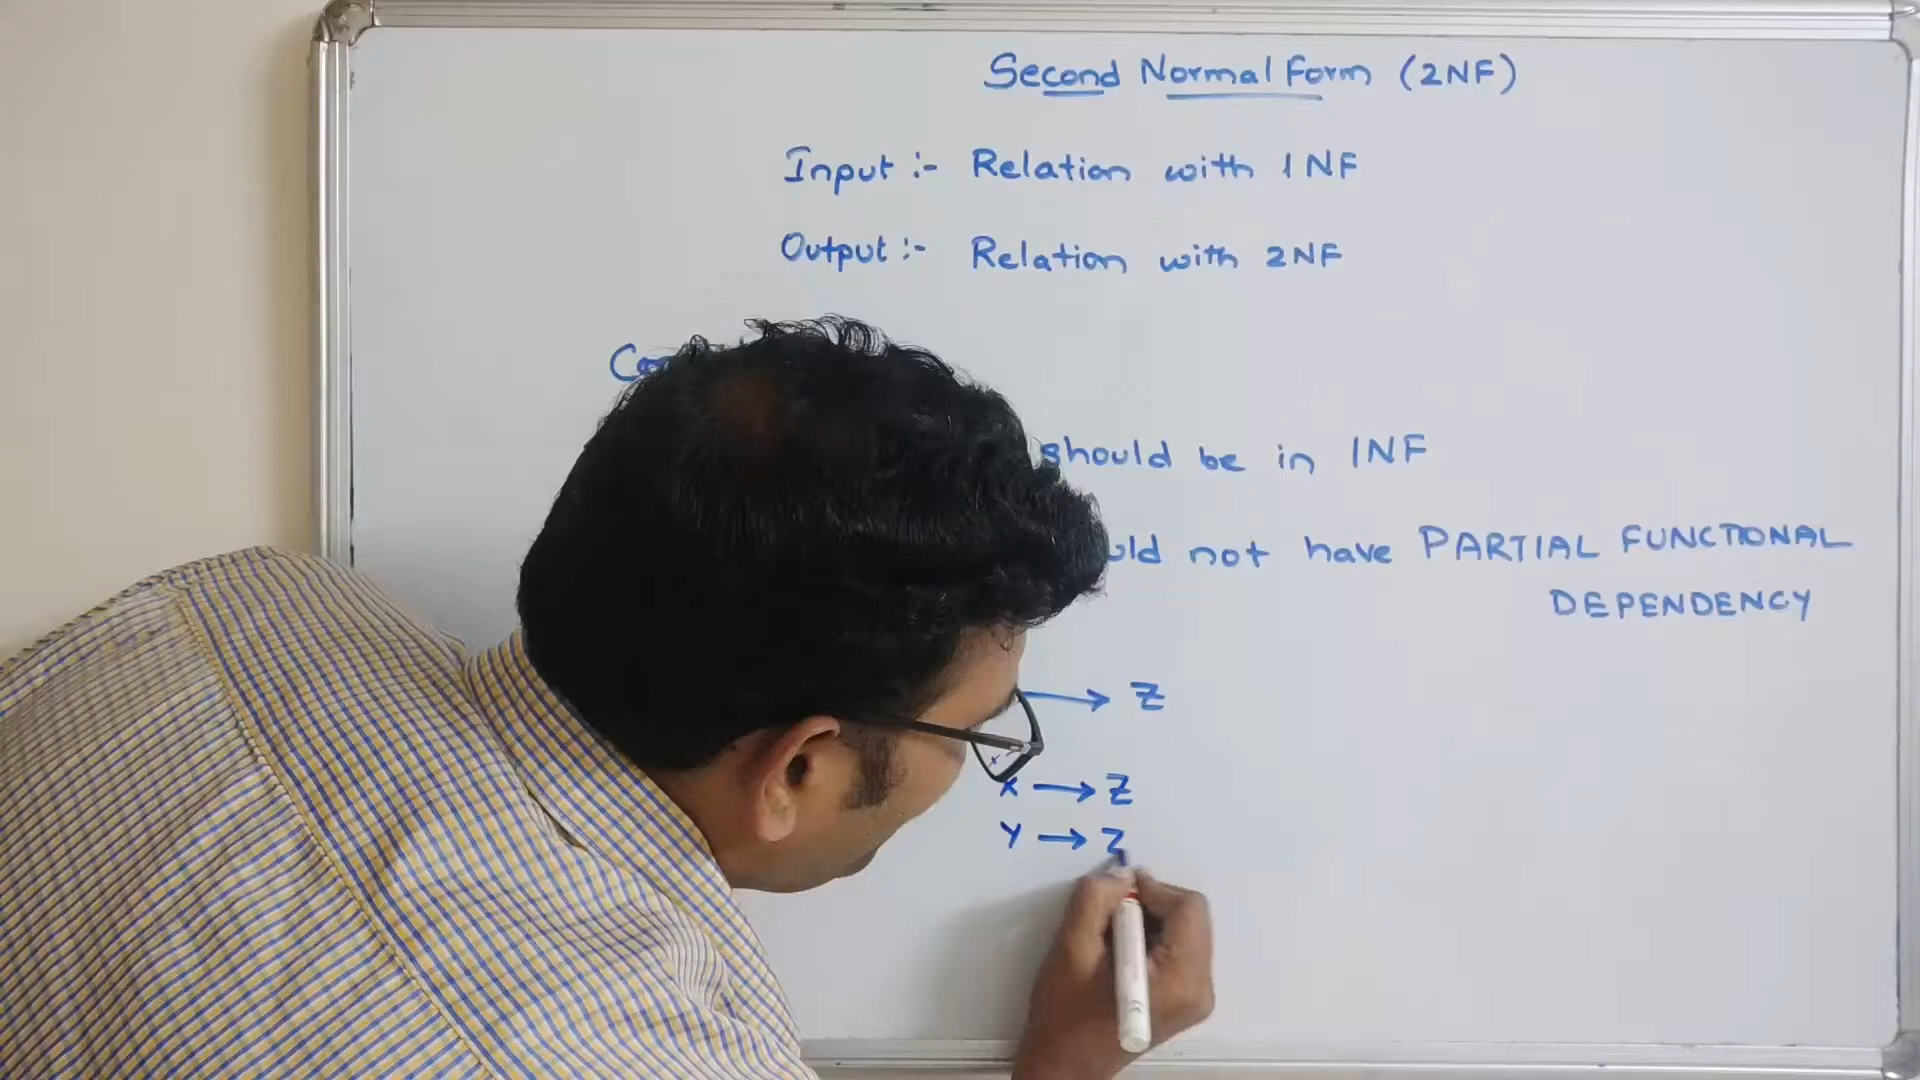 Second Normal Form (2NF)
Input :- Relation with 1NF
Output :- Relation with 2NF
should be in 1NF
not have PARTIAL FUNCTIONAL
DEPENDENCY
→ Z
X → Z
Y → Z